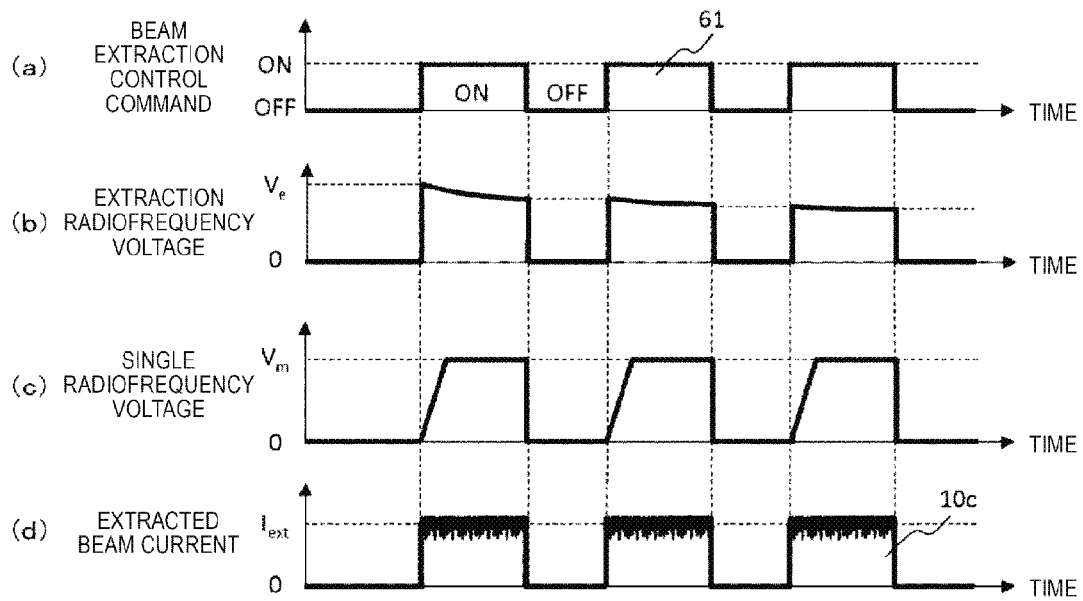 (a)
BEAM
EXTRACTION
CONTROL
COMMAND
ON
OFF
ON
OFF
61
TIME
(b)
EXTRACTION
RADIOFREQUENCY
VOLTAGE
Ve
0
TIME
(c)
SINGLE
RADIOFREQUENCY
VOLTAGE
Vm
0
TIME
(d)
EXTRACTED
BEAM CURRENT
Iext
0
10c
TIME